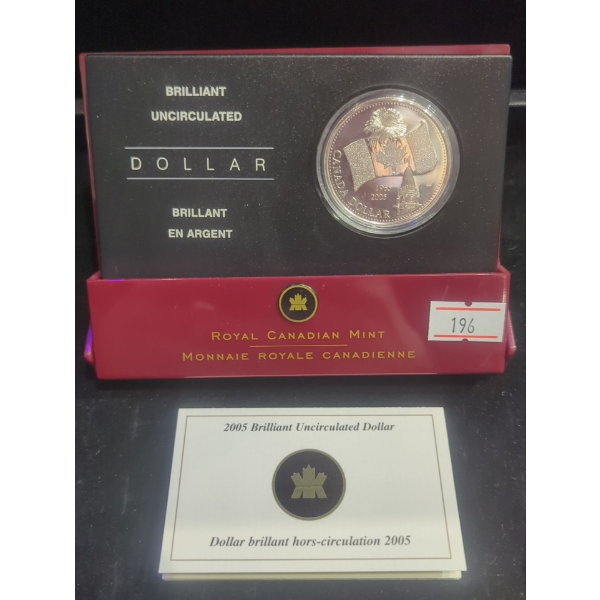 BRILLIANT
UNCIRCULATED
DOLLAR
BRILLANT
EN ARGENT
CANADA DOLLAR
2005
ROYAL CANADIAN MINT
MONNAIE ROYALE CANADIENNE
196
2005 Brilliant Uncirculated Dollar
Dollar brillant hors-circulation 2005